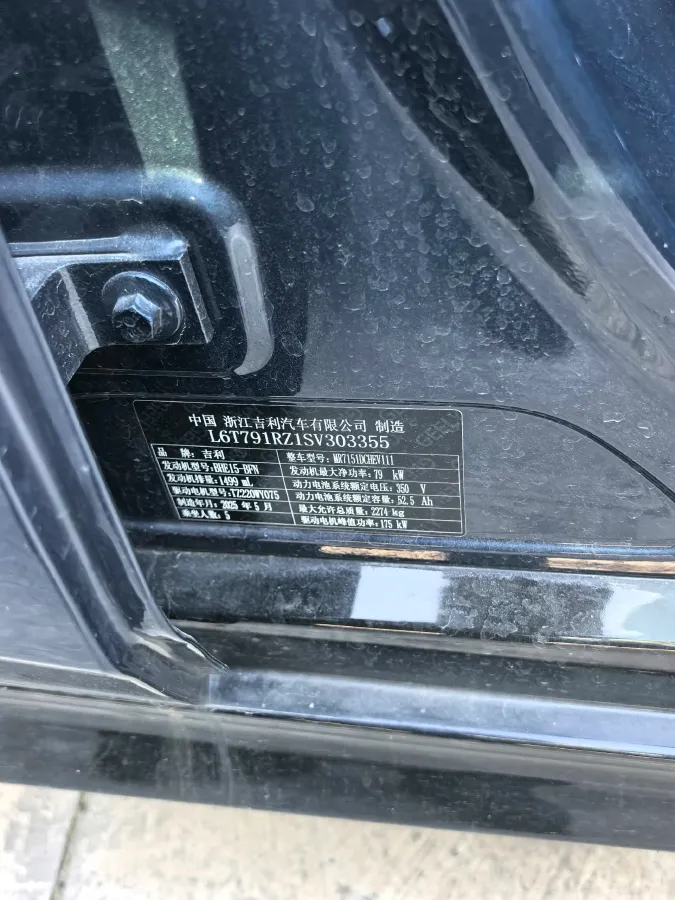 中国 浙江吉利汽车有限公司 制造
L6T791RZ1SV303355
品 牌: 吉利 整车型号: MR7151DCHEV111
发动机型号: BHE15-BFN 发动机最大净功率: 79 kW
发动机排量: 1499 mL 动力电池系统额定电压: 350 V
驱动电机型号: TZ220WY075 动力电池系统额定容量: 52.5 Ah
制造年月: 2025 年 5 月 最大允许总质量: 2274 kg
乘坐人数: 5 驱动电机峰值功率: 175 kW